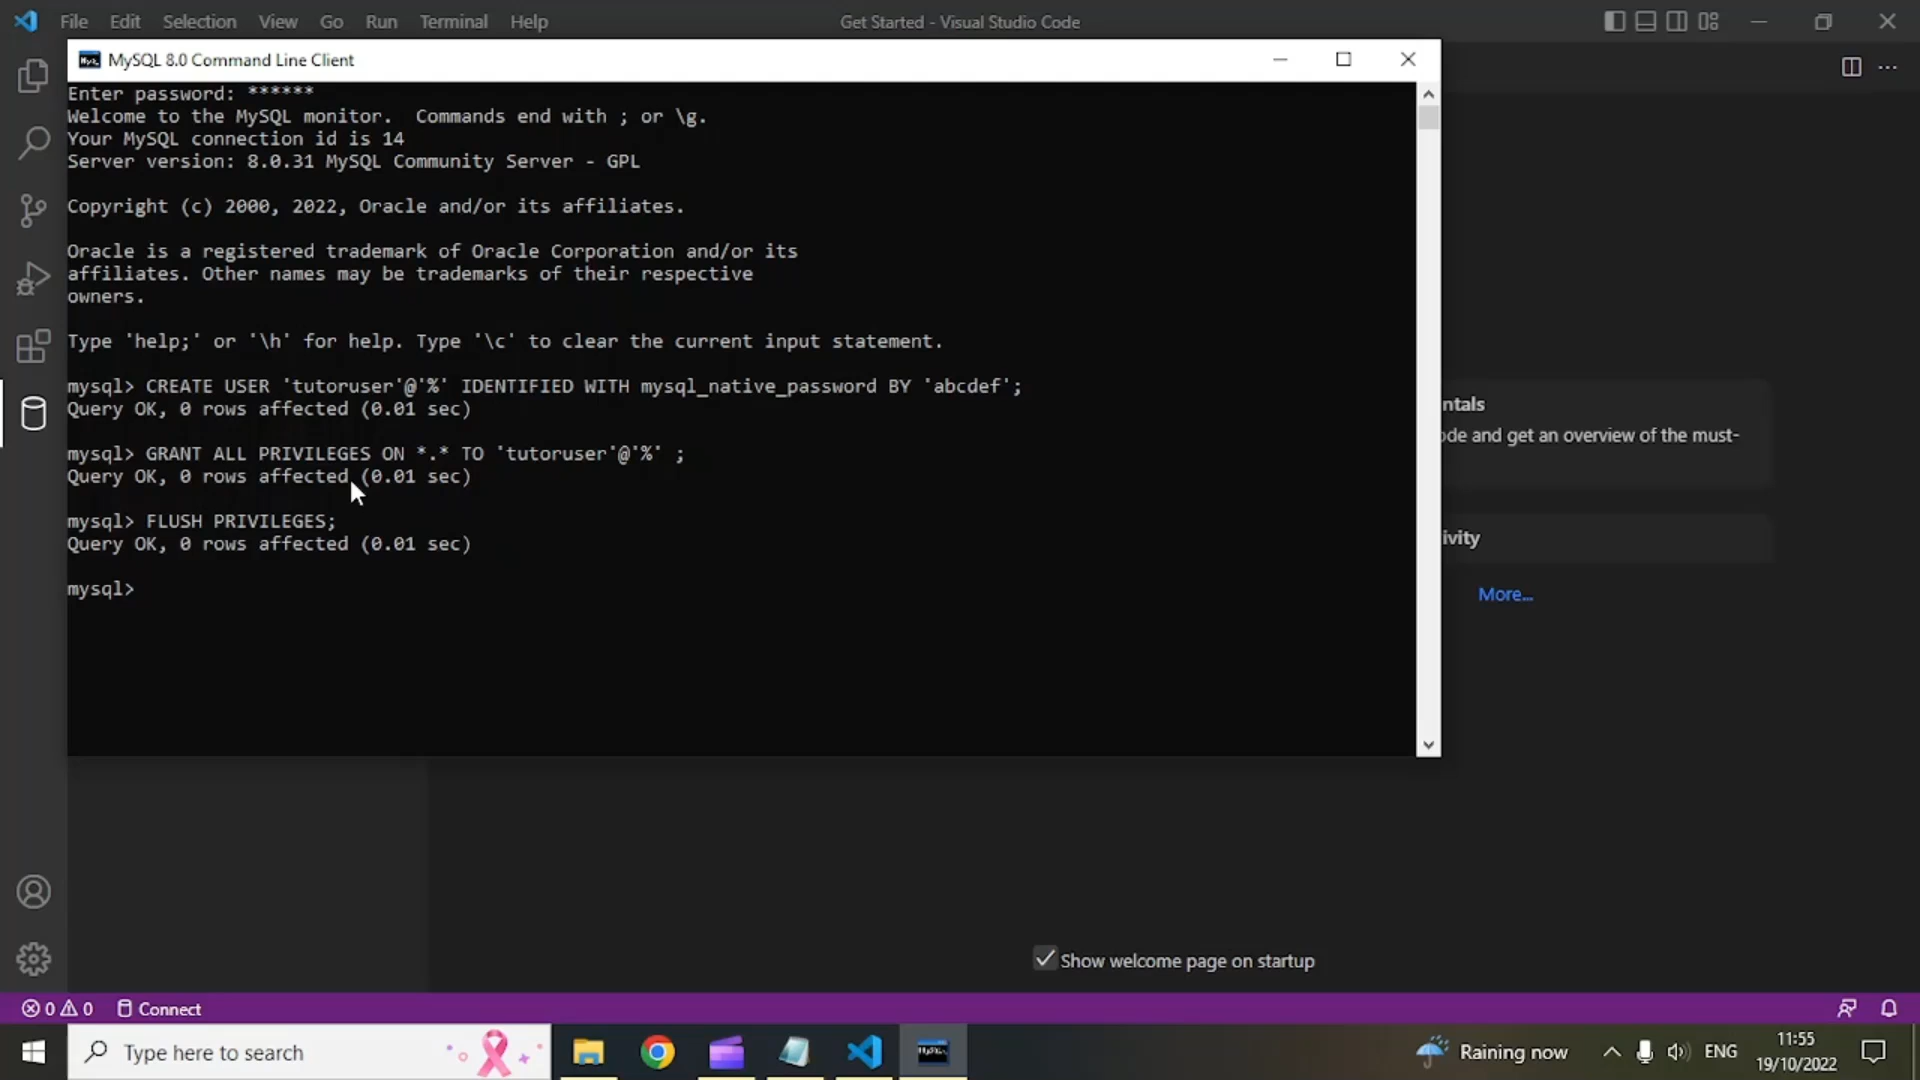 File Edit Selection View Go Run Terminal Help
Get Started - Visual Studio Code
MySQL 8.0 Command Line Client
Enter password: ******
Welcome to the MySQL monitor.  Commands end with ; or \g.
Your MySQL connection id is 14
Server version: 8.0.31 MySQL Community Server - GPL
Copyright (c) 2000, 2022, Oracle and/or its affiliates.
Oracle is a registered trademark of Oracle Corporation and/or its
affiliates. Other names may be trademarks of their respective
owners.
Type 'help;' or '\h' for help. Type '\c' to clear the current input statement.
mysql> CREATE USER 'tutoruser'@'%' IDENTIFIED WITH mysql_native_password BY 'abcdef';
Query OK, 0 rows affected (0.01 sec)
mysql> GRANT ALL PRIVILEGES ON *.* TO 'tutoruser'@'%' ;
Query OK, 0 rows affected (0.01 sec)
mysql> FLUSH PRIVILEGES;
Query OK, 0 rows affected (0.01 sec)
mysql>
ntals
ode and get an overview of the must-
ivity
More...
Show welcome page on startup
0 0 Connect
Type here to search
Raining now
ENG
11:55
19/10/2022